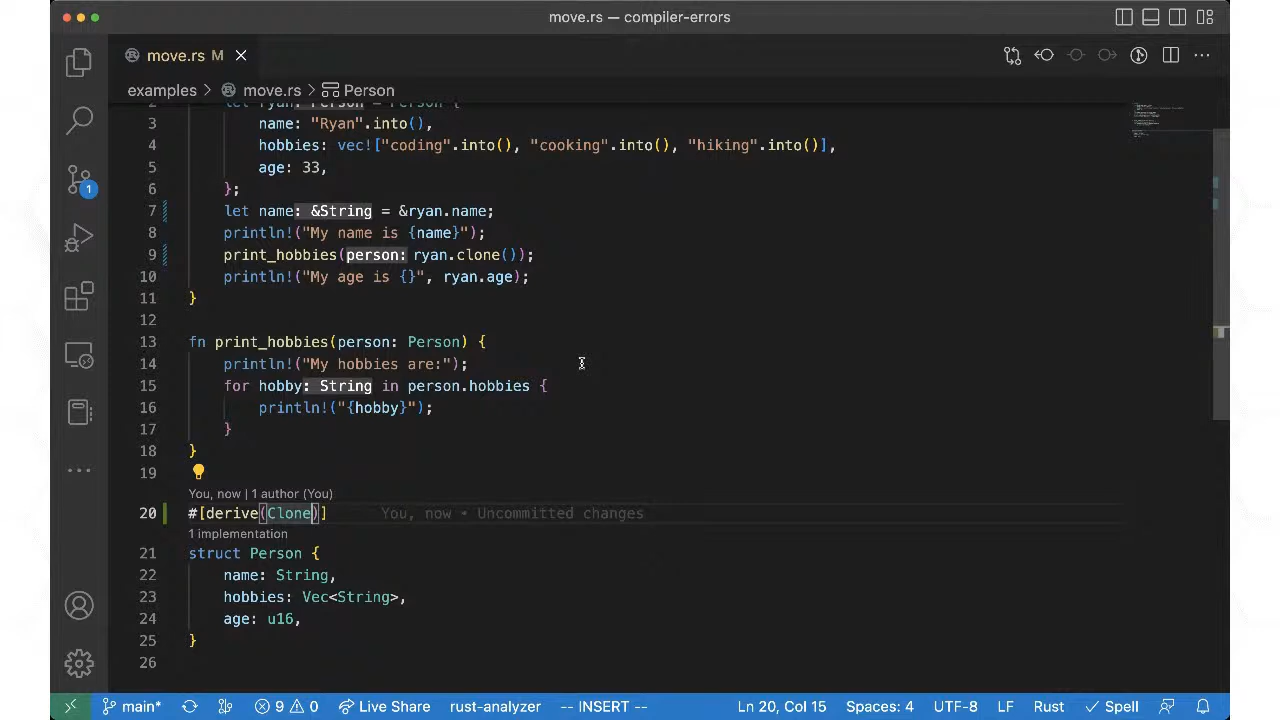 move.rs — compiler-errors
move.rs M
examples > move.rs > Person
2 let ryan: Person = Person {
3 name: "Ryan".into(),
4 hobbies: vec!["coding".into(), "cooking".into(), "hiking".into()],
5 age: 33,
6 };
7 let name: &String = &ryan.name;
8 println!("My name is {name}");
9 print_hobbies(person: ryan.clone());
10 println!("My age is {}", ryan.age);
11 }
12
13 fn print_hobbies(person: Person) {
14 println!("My hobbies are:");
15 for hobby: String in person.hobbies {
16 println!("{hobby}");
17 }
18 }
19
You, now | 1 author (You)
20 #[derive(Clone)] You, now • Uncommitted changes
1 implementation
21 struct Person {
22 name: String,
23 hobbies: Vec<String>,
24 age: u16,
25 }
26
1
main* 9 0 Live Share rust-analyzer -- INSERT -- Ln 20, Col 15 Spaces: 4 UTF-8 LF Rust Spell